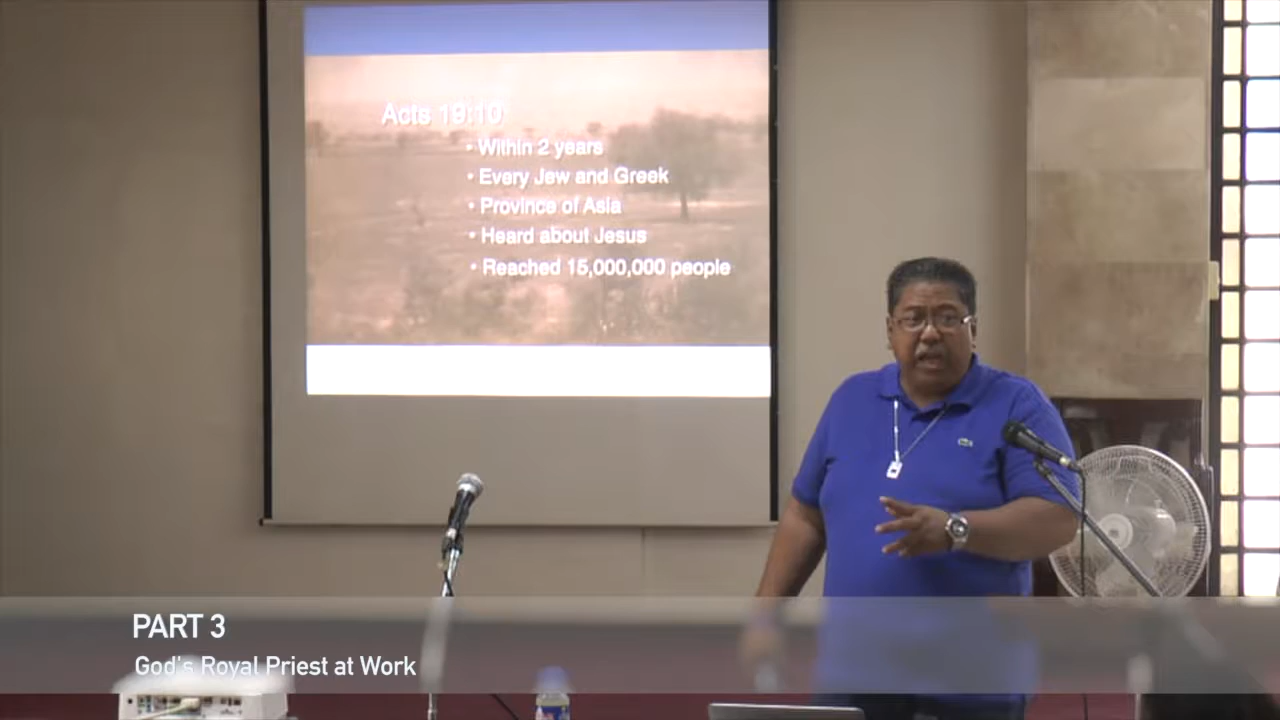 Acts 19:10
• Within 2 years
• Every Jew and Greek
• Province of Asia
• Heard about Jesus
• Reached 15,000,000 people
PART 3
God's Royal Priest at Work